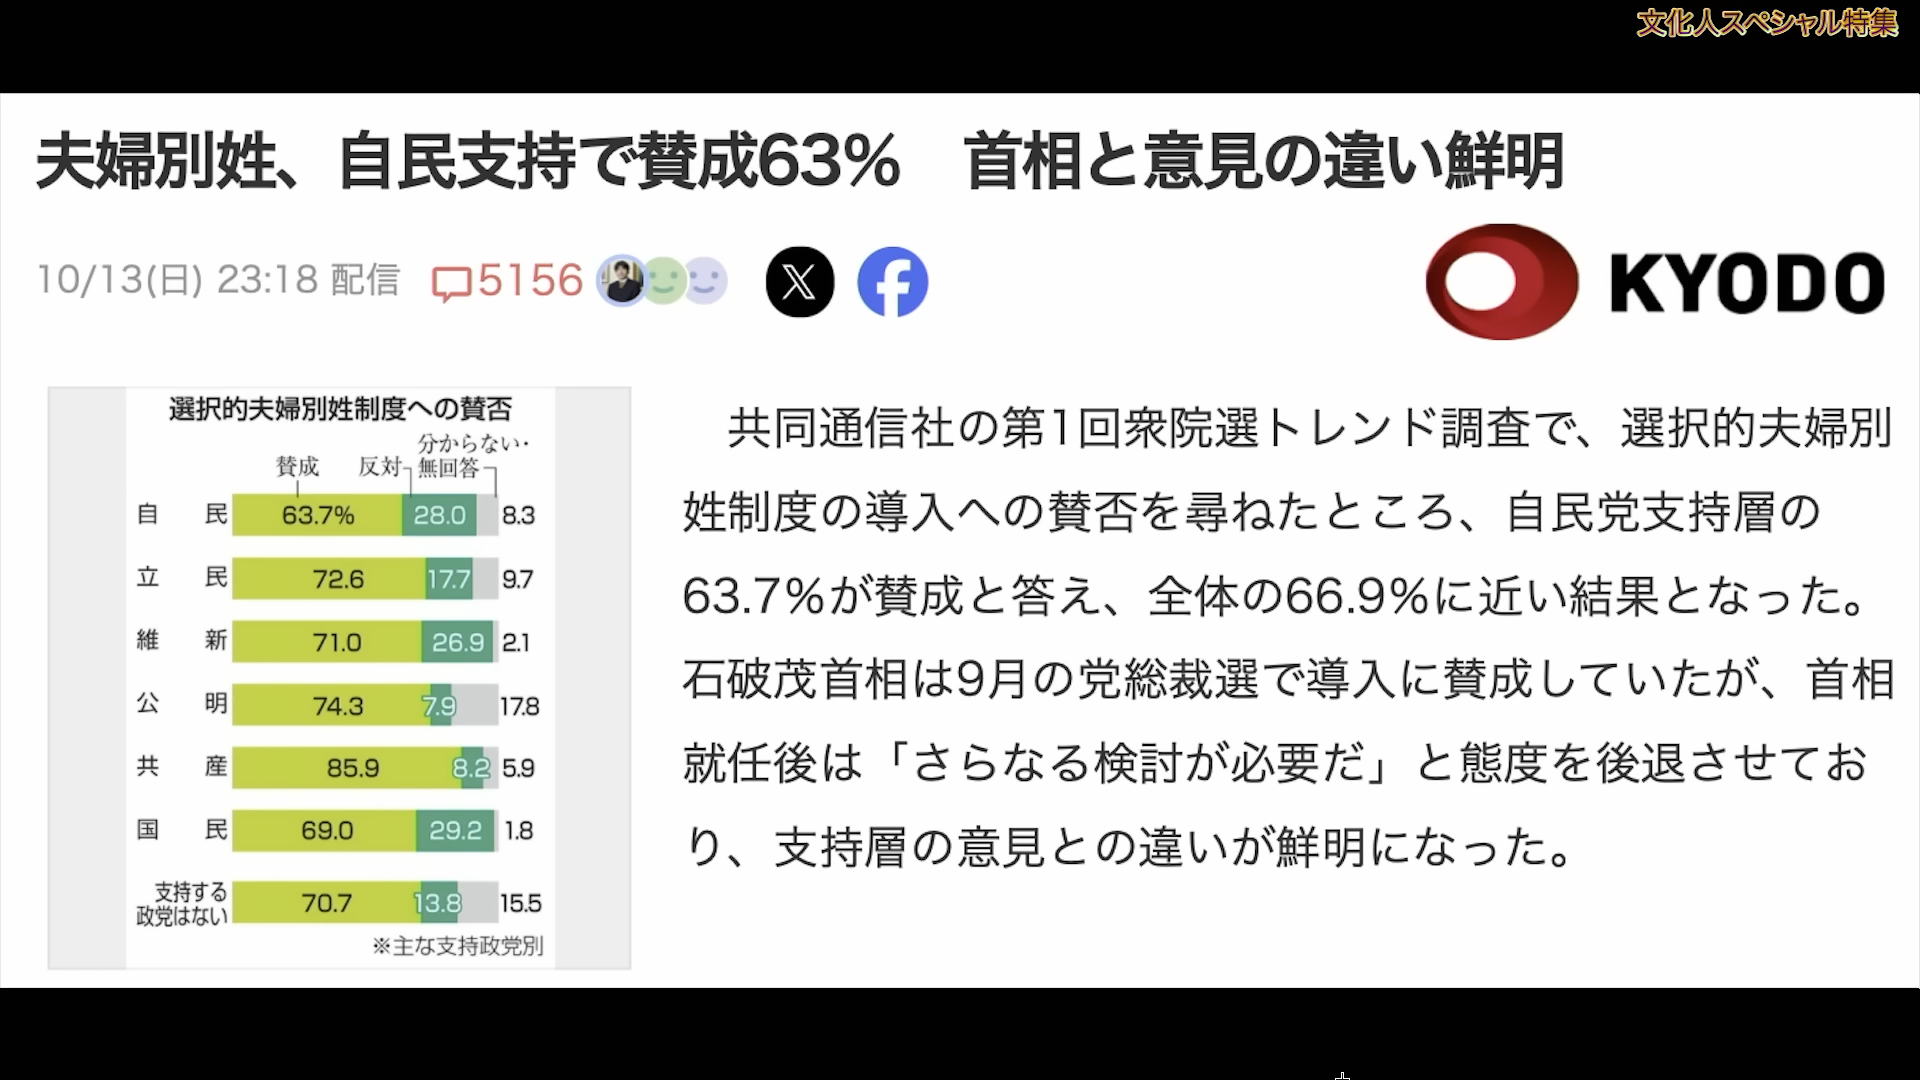 文化人スペシャル特集
夫婦別姓、自民支持で賛成63%　首相と意見の違い鮮明
10/13(日) 23:18 配信 5156
KYODO
選択的夫婦別姓制度への賛否
賛成 反対 分からない・無回答
自民 63.7% 28.0 8.3
立民 72.6 17.7 9.7
維新 71.0 26.9 2.1
公明 74.3 7.9 17.8
共産 85.9 8.2 5.9
国民 69.0 29.2 1.8
支持する政党はない 70.7 13.8 15.5
※主な支持政党別
共同通信社の第1回衆院選トレンド調査で、選択的夫婦別
姓制度の導入への賛否を尋ねたところ、自民党支持層の
63.7%が賛成と答え、全体の66.9%に近い結果となった。
石破茂首相は9月の党総裁選で導入に賛成していたが、首相
就任後は「さらなる検討が必要だ」と態度を後退させてお
り、支持層の意見との違いが鮮明になった。